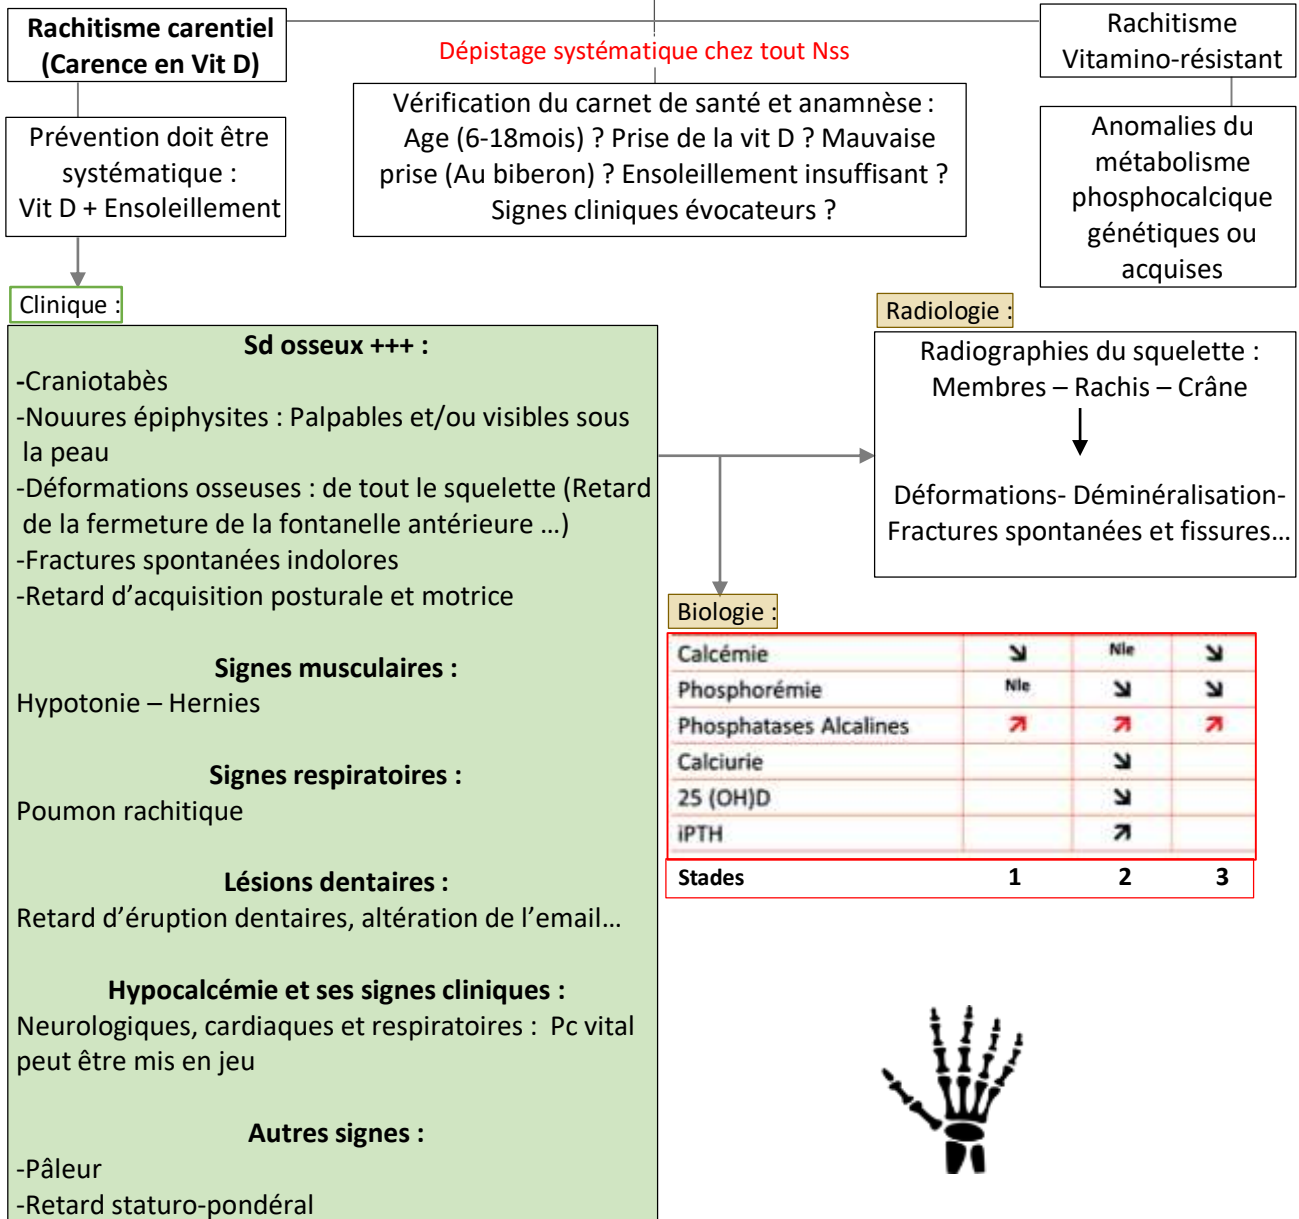 Rachitisme carentiel
(Carence en Vit D)
Dépistage systématique chez tout Nss
Rachitisme
Vitamino-résistant
Prévention doit être
systématique :
Vit D + Ensoleillement
Vérification du carnet de santé et anamnèse :
Age (6-18mois) ? Prise de la vit D ? Mauvaise
prise (Au biberon) ? Ensoleillement insuffisant ?
Signes cliniques évocateurs ?
Anomalies du
métabolisme
phosphocalcique
génétiques ou
acquises
Clinique :
Sd osseux +++ :
-Craniotabès
-Nouures épiphysites : Palpables et/ou visibles sous
la peau
-Déformations osseuses : de tout le squelette (Retard
de la fermeture de la fontanelle antérieure …)
-Fractures spontanées indolores
-Retard d’acquisition posturale et motrice
Signes musculaires :
Hypotonie – Hernies
Signes respiratoires :
Poumon rachitique
Lésions dentaires :
Retard d’éruption dentaires, altération de l’email…
Hypocalcémie et ses signes cliniques :
Neurologiques, cardiaques et respiratoires : Pc vital
peut être mis en jeu
Autres signes :
-Pâleur
-Retard staturo-pondéral
Radiologie :
Radiographies du squelette :
Membres – Rachis – Crâne
Déformations- Déminéralisation-
Fractures spontanées et fissures…
Biologie :
Calcémie ↘ Nle ↘
Phosphorémie Nle ↘ ↘
Phosphatases Alcalines ↗ ↗ ↗
Calciurie ↘
25 (OH)D ↘
iPTH ↗
Stades 1 2 3